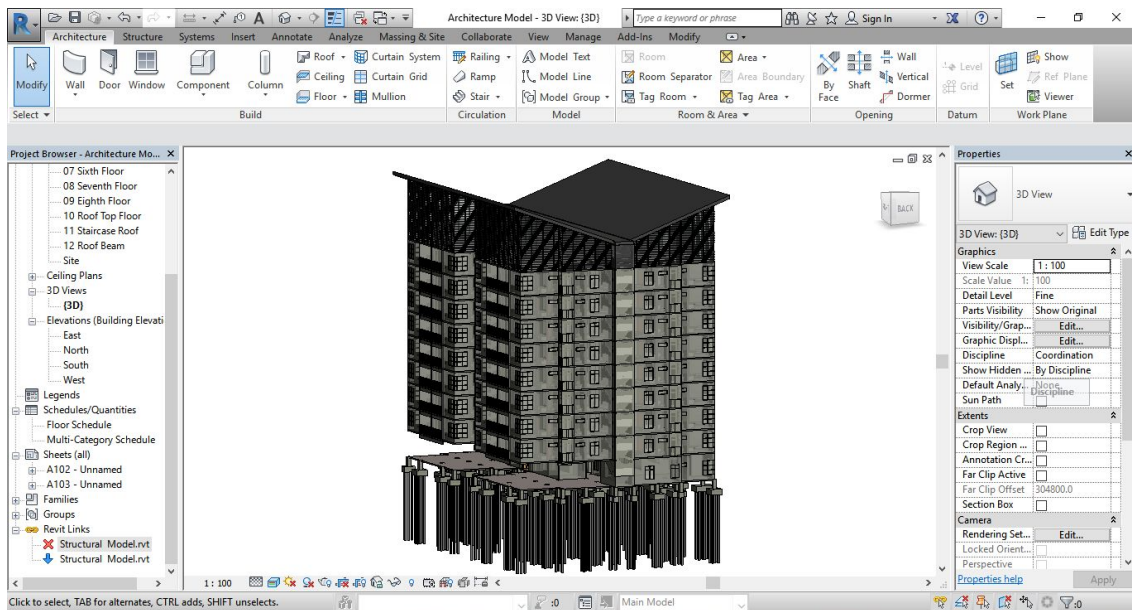 Architecture Model - 3D View: {3D}
Type a keyword or phrase
Sign In
Architecture Structure Systems Insert Annotate Analyze Massing & Site Collaborate View Manage Add-Ins Modify
Modify
Wall
Door
Window
Component
Column
Roof
Ceiling
Floor
Curtain System
Curtain Grid
Mullion
Railing
Ramp
Stair
Model Text
Model Line
Model Group
Room
Room Separator
Tag Room
Area
Area Boundary
Tag Area
By Face
Shaft
Wall
Vertical
Dormer
Level
Grid
Set
Show
Ref Plane
Viewer
Select
Build
Circulation
Model
Room & Area
Opening
Datum
Work Plane
Project Browser - Architecture Mo...
07 Sixth Floor
08 Seventh Floor
09 Eighth Floor
10 Roof Top Floor
11 Staircase Roof
12 Roof Beam
Site
Ceiling Plans
3D Views
{3D}
Elevations (Building Elevati
East
North
South
West
Legends
Schedules/Quantities
Floor Schedule
Multi-Category Schedule
Sheets (all)
A102 - Unnamed
A103 - Unnamed
Families
Groups
Revit Links
Structural Model.rvt
Structural Model.rvt
BACK
Properties
3D View
3D View: {3D}
Edit Type
Graphics
View Scale 1 : 100
Scale Value 1: 100
Detail Level Fine
Parts Visibility Show Original
Visibility/Grap... Edit...
Graphic Displ... Edit...
Discipline Coordination
Show Hidden ... By Discipline
Default Analy... None
Discipline
Sun Path
Extents
Crop View
Crop Region ...
Annotation Cr...
Far Clip Active
Far Clip Offset 304800.0
Section Box
Camera
Rendering Set... Edit...
Locked Orient...
Perspective
Properties help
Apply
1 : 100
Click to select, TAB for alternates, CTRL adds, SHIFT unselects.
:0
Main Model
:0